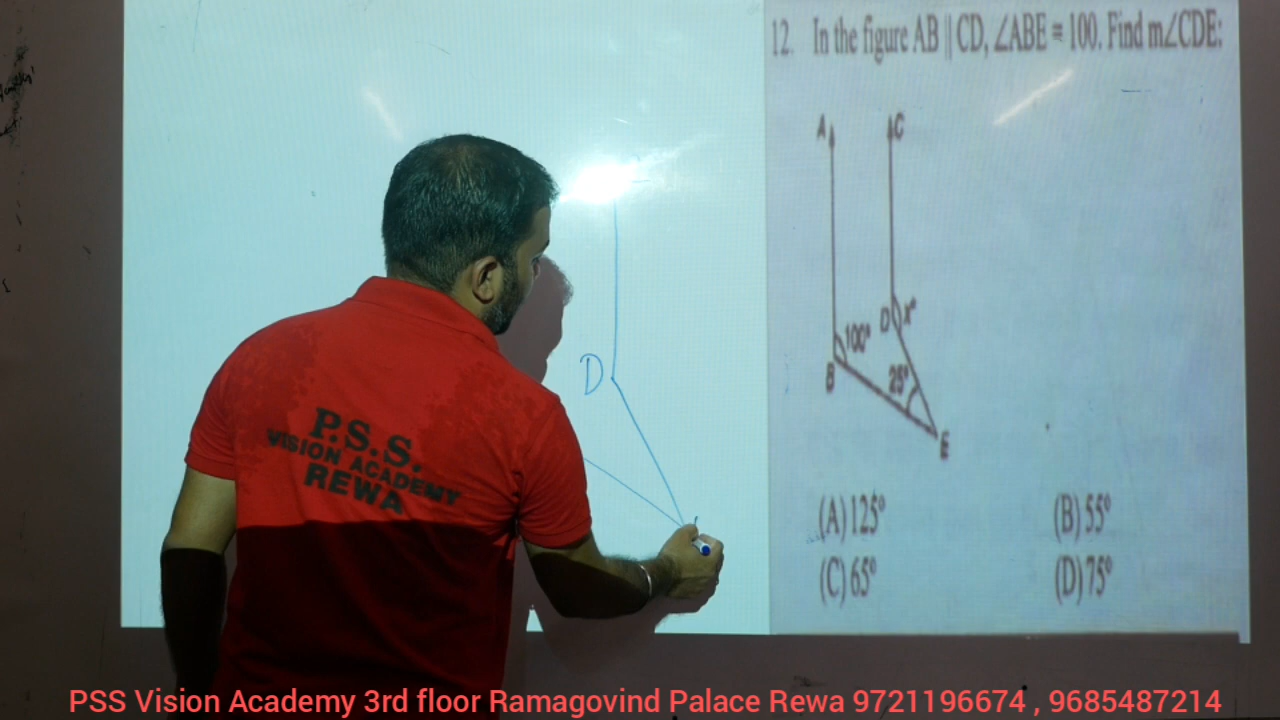 12. In the figure AB || CD, ∠ABE ≅ 100. Find m∠CDE:
A
C
D
x°
100°
B
25°
E
(A) 125°
(B) 55°
(C) 65°
(D) 75°
D
P.S.S.
VISION ACADEMY
REWA
PSS Vision Academy 3rd floor Ramagovind Palace Rewa 9721196674 , 9685487214